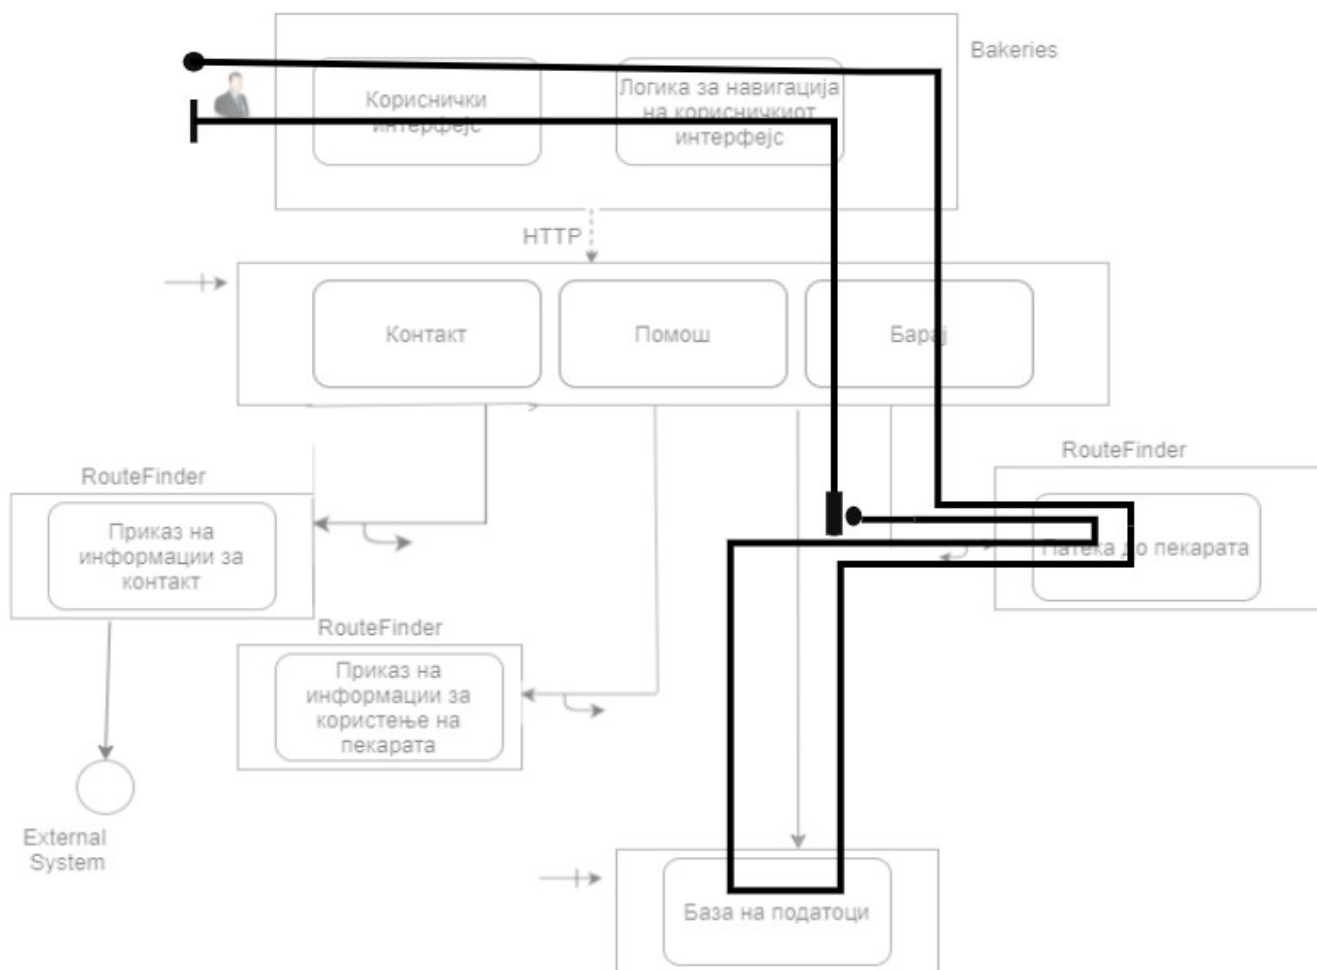 Bakeries
Кориснички
интерфејс
Логика за навигација
на корисничкиот
интерфејс
HTTP
Контакт
Помош
Барај
RouteFinder
Приказ на
информации за
контакт
RouteFinder
Патека до пекарата
RouteFinder
Приказ на
информации за
користење на
пекарата
External
System
База на податоци